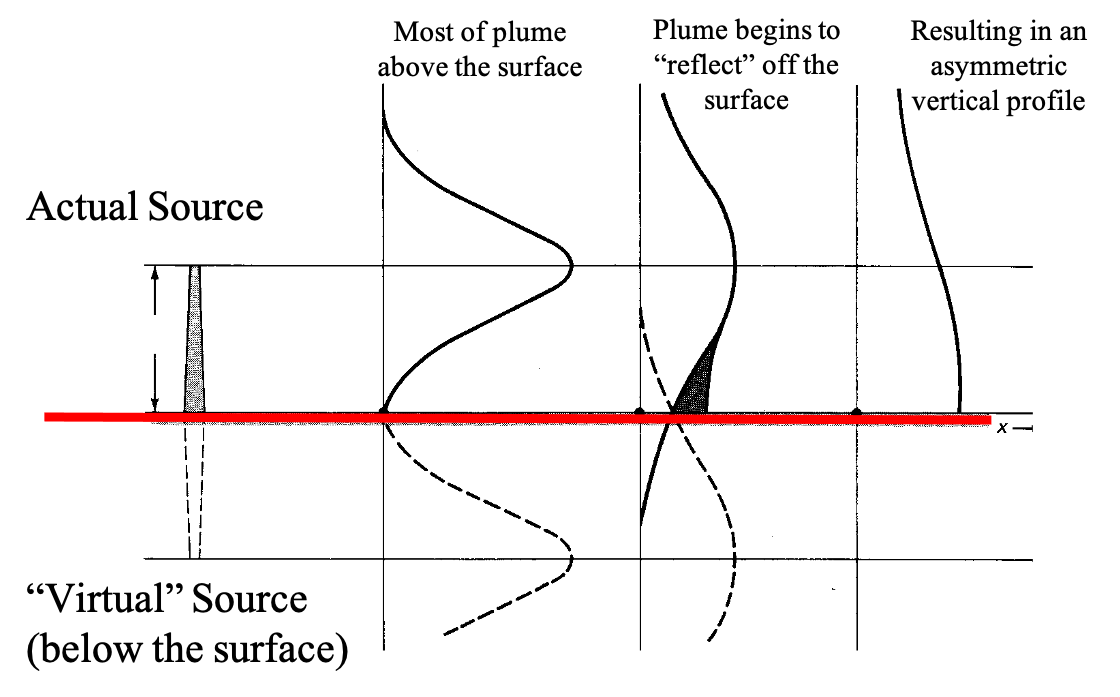 Most of plume
above the surface
Plume begins to
“reflect” off the
surface
Resulting in an
asymmetric
vertical profile
Actual Source
x
“Virtual” Source
(below the surface)